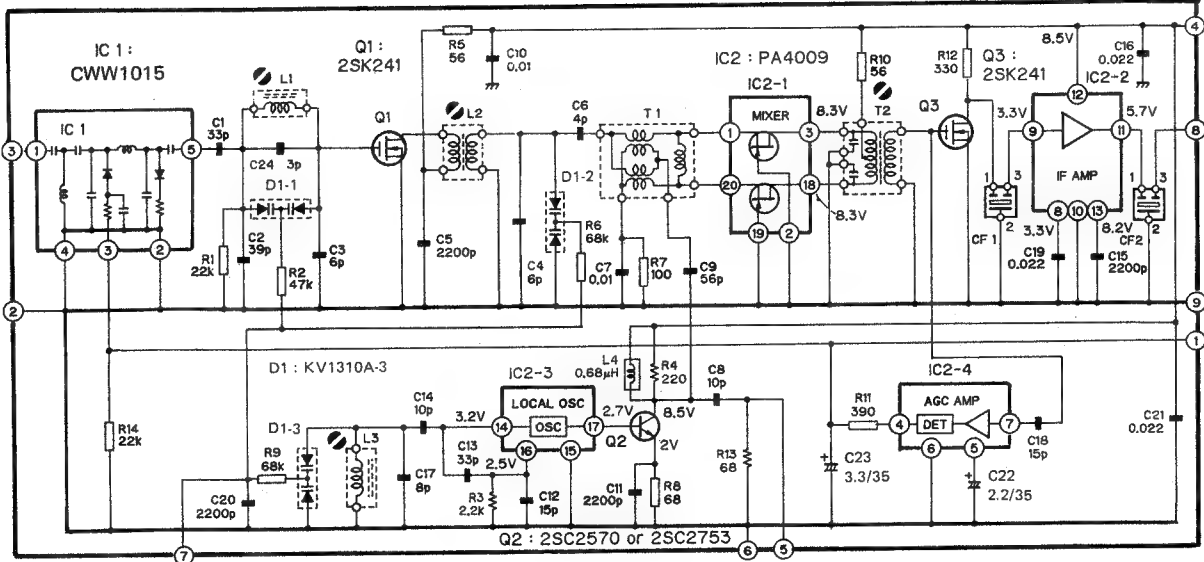 IC 1 :
CWW1015
Q1 :
2SK241
R5
56
C10
0.01
IC2 : PA4009
R10
56
R12
330
Q3 :
2SK241
8.5V
C16
0.022
4
IC 1
L1
IC2-1
IC2-2
3
1
5
C1
33p
C24 3p
D1-1
Q1
L2
C6
4p
T 1
MIXER
1
3
20
18
19
2
8.3V
8.3V
T2
Q3
3.3V
12
9
11
5.7V
IF AMP
8
10
13
3.3V
8.2V
1
3
2
CF 1
1
3
2
CF2
8
4
3
2
R1
22k
C2
39p
R2
47k
C3
6p
C5
2200p
D1-2
C4
6p
R6
68k
C7
0.01
R7
100
C9
56p
C19
0.022
C15
2200p
2
9
1
D1 : KV1310A-3
L4
0.68μH
R4
220
C8
10p
IC2-4
IC2-3
LOCAL OSC
OSC
14
17
16
15
3.2V
2.7V
8.5V
2V
Q2
AGC AMP
DET
4
7
6
5
R11
390
C18
15p
C21
0.022
R14
22k
D1-3
L3
C14
10p
C13
33p
2.5V
R9
68k
C20
2200p
C17
8p
R3
2.2k
C12
15p
C11
2200p
R8
68
R13
68
+
C23
3.3/35
+
C22
2.2/35
Q2 : 2SC2570 or 2SC2753
7
6
5